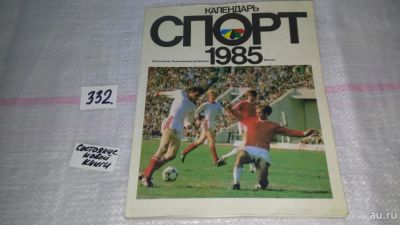 КАЛЕНДАРЬ
СПОРТ
1985
332.
Состояние
новой
книги
au.ru